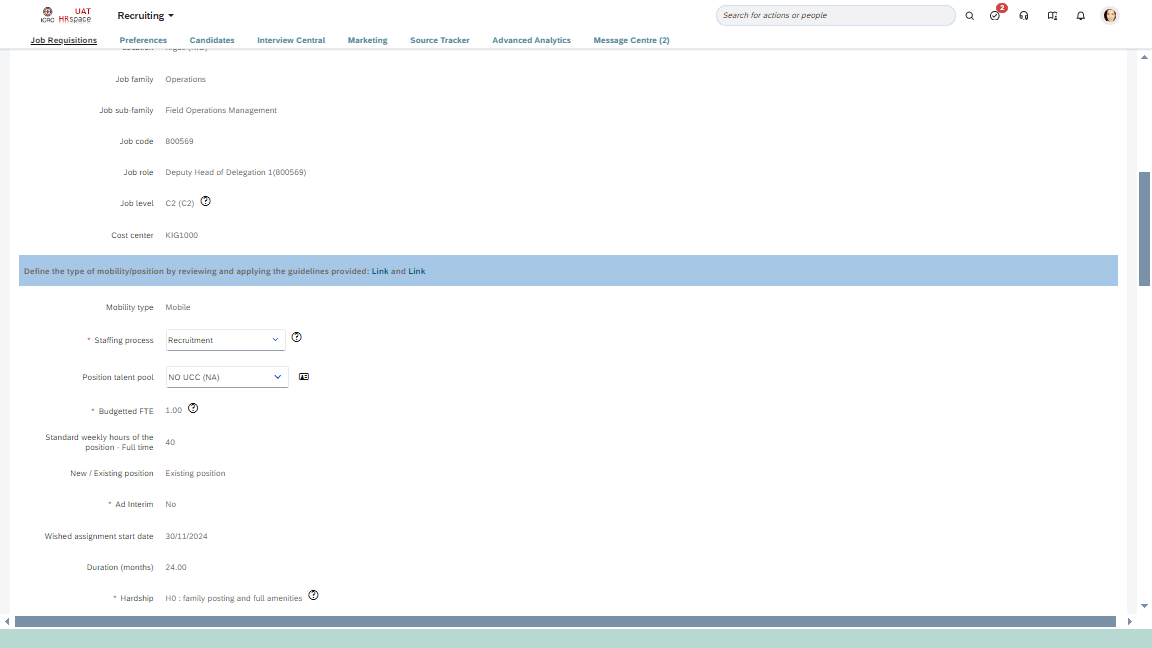 UAT
ICRC HRspace
Recruiting
Search for actions or people
2
Job Requisitions Preferences Candidates Interview Central Marketing Source Tracker Advanced Analytics Message Centre (2)
Job family Operations
Job sub-family Field Operations Management
Job code 800569
Job role Deputy Head of Delegation 1(800569)
Job level C2 (C2)
Cost center KIG1000
Define the type of mobility/position by reviewing and applying the guidelines provided: Link and Link
Mobility type Mobile
* Staffing process Recruitment
Position talent pool NO UCC (NA)
* Budgetted FTE 1.00
Standard weekly hours of the
position - Full time 40
New / Existing position Existing position
* Ad Interim No
Wished assignment start date 30/11/2024
Duration (months) 24.00
* Hardship H0 : family posting and full amenities